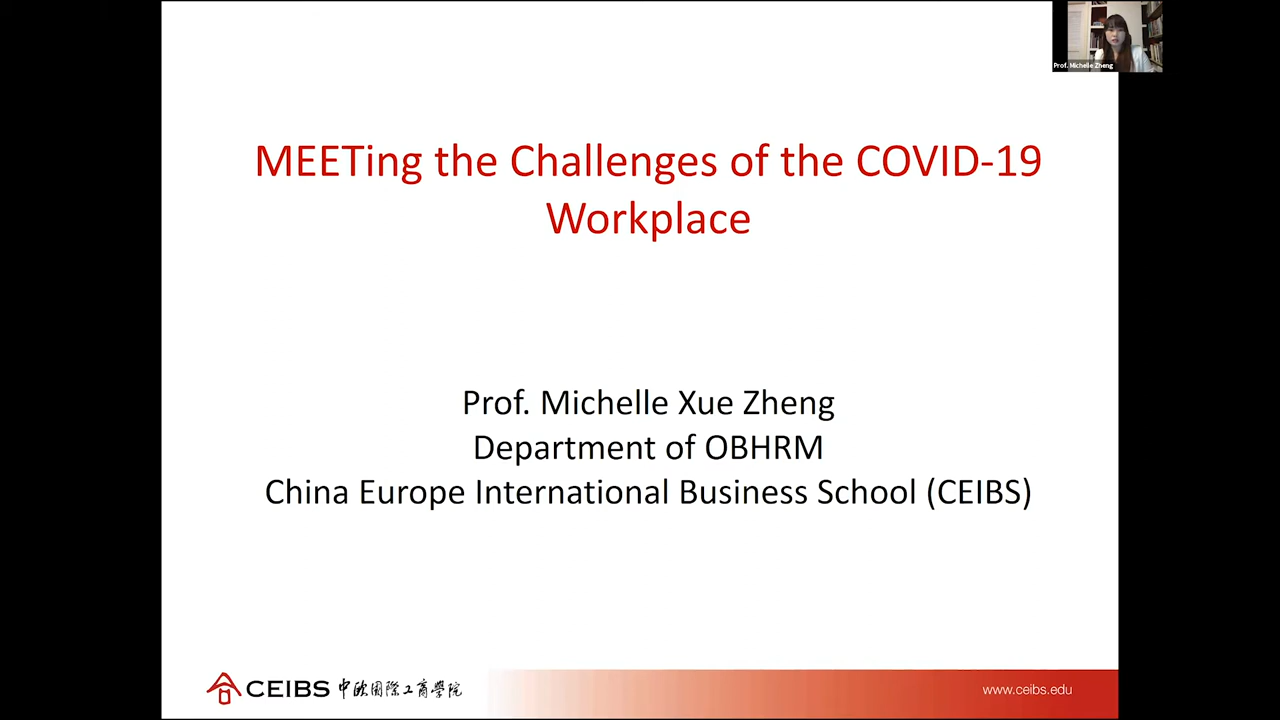 Prof. Michelle Zheng
MEETing the Challenges of the COVID-19
Workplace
Prof. Michelle Xue Zheng
Department of OBHRM
China Europe International Business School (CEIBS)
CEIBS 中欧國際工商學院
www.ceibs.edu